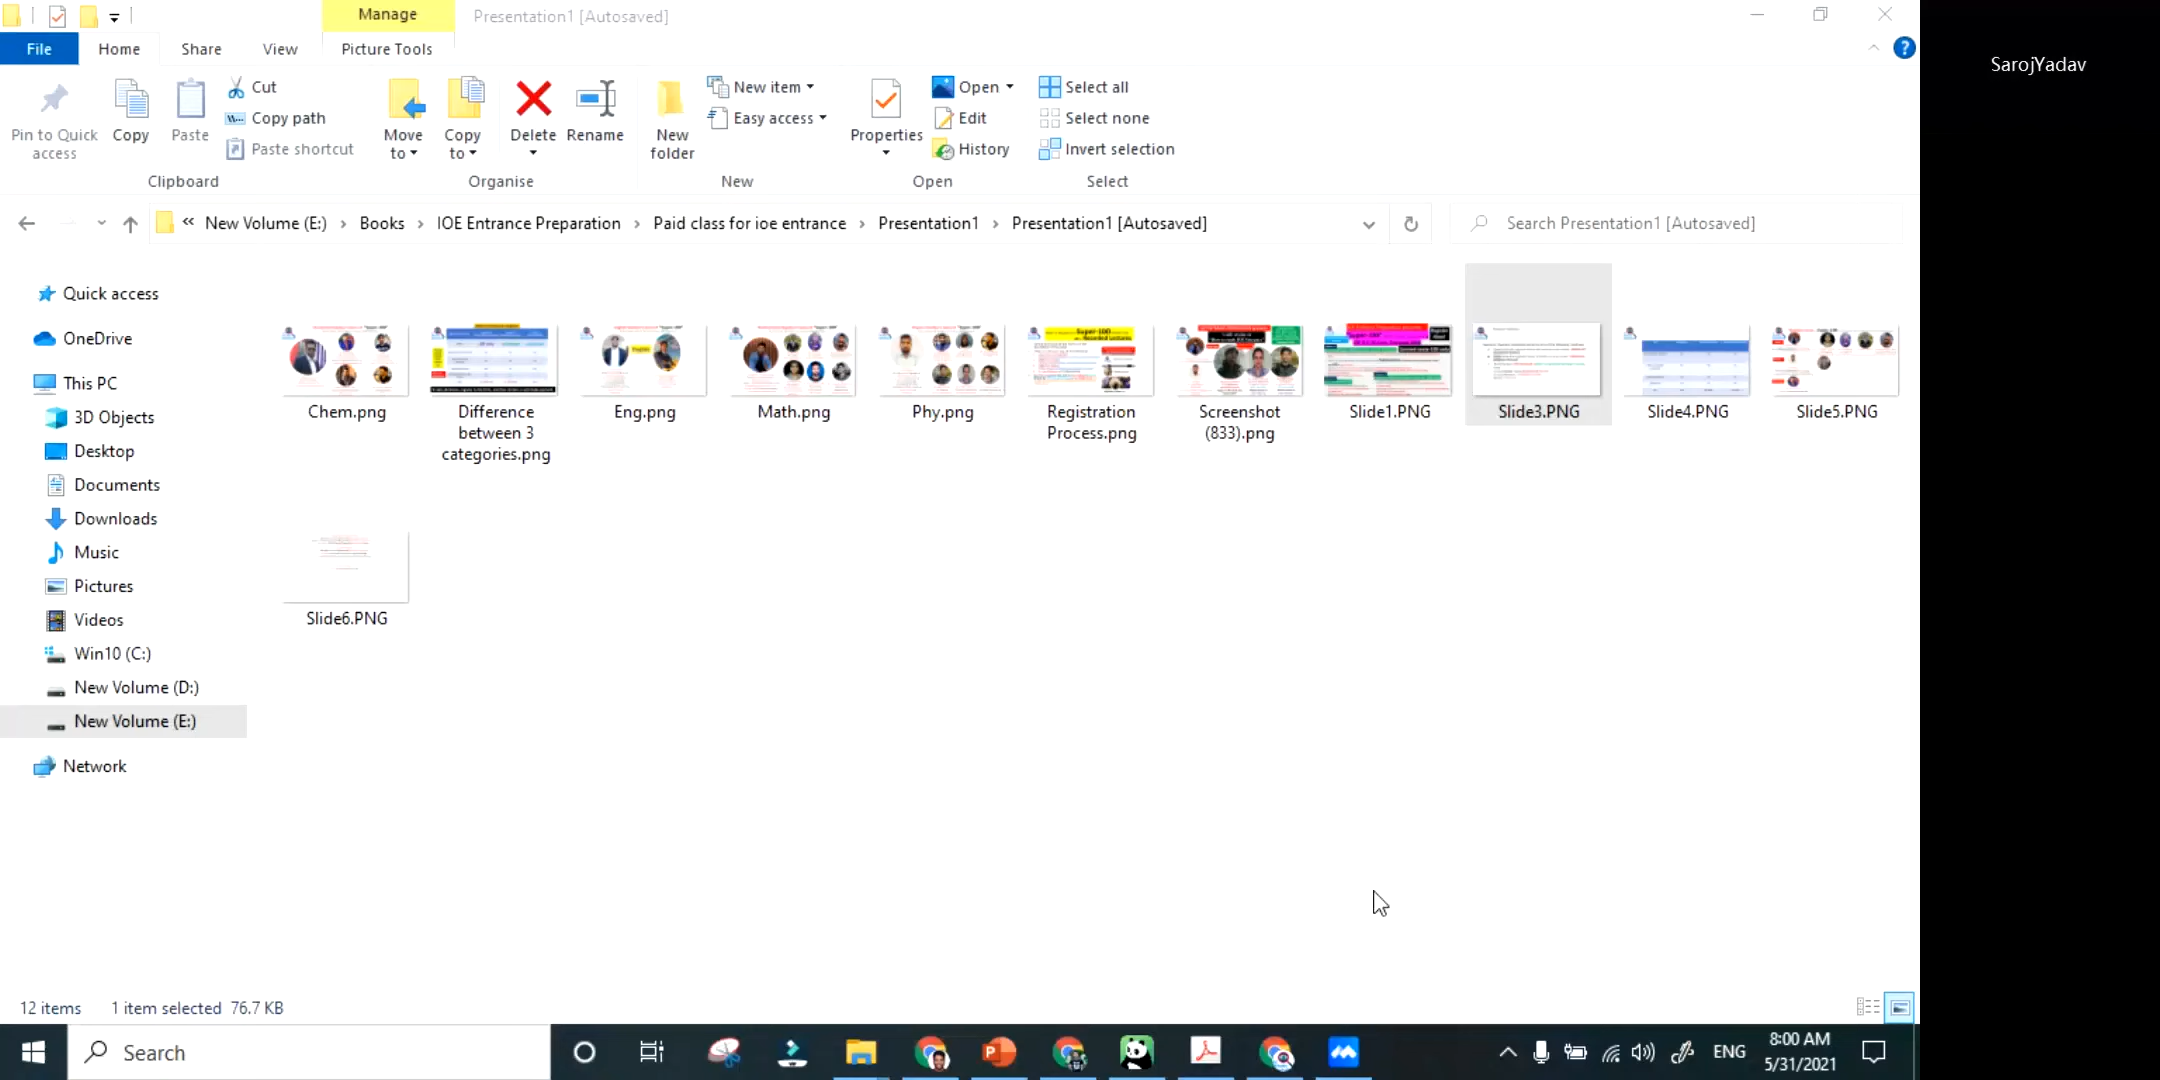 Manage
Presentation1 [Autosaved]
File
Home
Share
View
Picture Tools
Pin to Quick access
Copy
Paste
Cut
Copy path
Paste shortcut
Clipboard
Move to
Copy to
Delete
Rename
Organise
New folder
New item
Easy access
New
Properties
Open
Edit
History
Open
Select all
Select none
Invert selection
Select
« New Volume (E:) › Books › IOE Entrance Preparation › Paid class for ioe entrance › Presentation1 › Presentation1 [Autosaved]
Search Presentation1 [Autosaved]
Quick access
OneDrive
This PC
3D Objects
Desktop
Documents
Downloads
Music
Pictures
Videos
Win10 (C:)
New Volume (D:)
New Volume (E:)
Network
Super-100
Chem.png
Difference
between 3
categories.png
Eng.png
Math.png
Phy.png
Registration
Process.png
Screenshot
(833).png
Slide1.PNG
Slide3.PNG
Slide4.PNG
Slide5.PNG
Slide6.PNG
12 items
1 item selected 76.7 KB
Search
ENG
8:00 AM
5/31/2021
SarojYadav